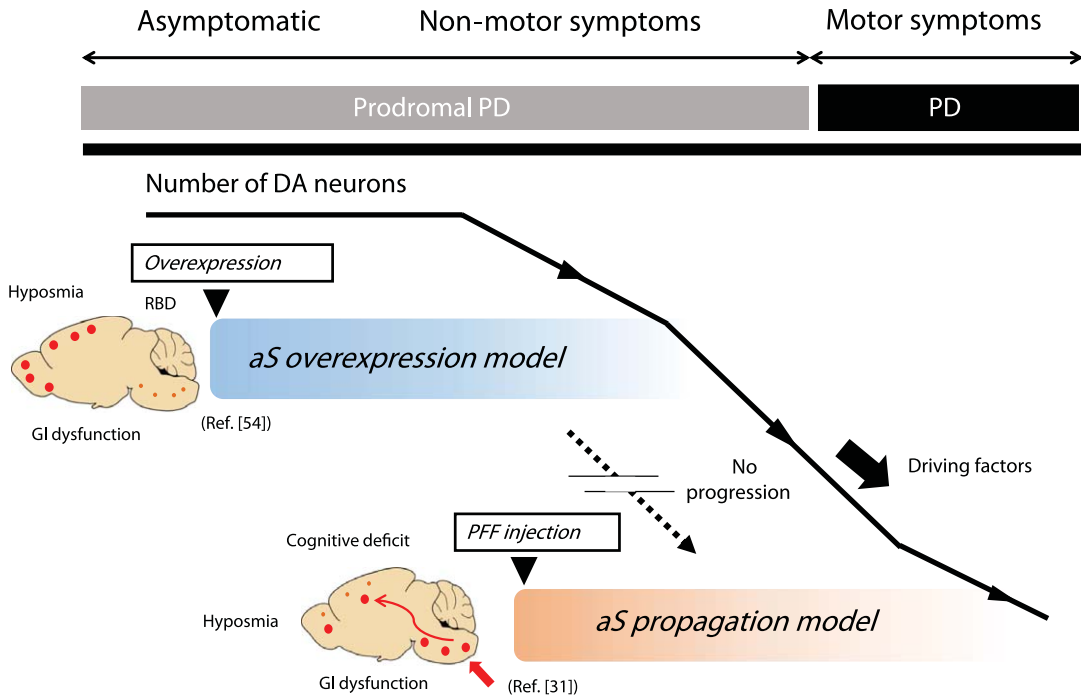 Asymptomatic
Non-motor symptoms
Motor symptoms
Prodromal PD
PD
Number of DA neurons
Overexpression
Hyposmia
RBD
aS overexpression model
GI dysfunction
(Ref. [54])
No
progression
Driving factors
PFF injection
Cognitive deficit
Hyposmia
aS propagation model
GI dysfunction
(Ref. [31])